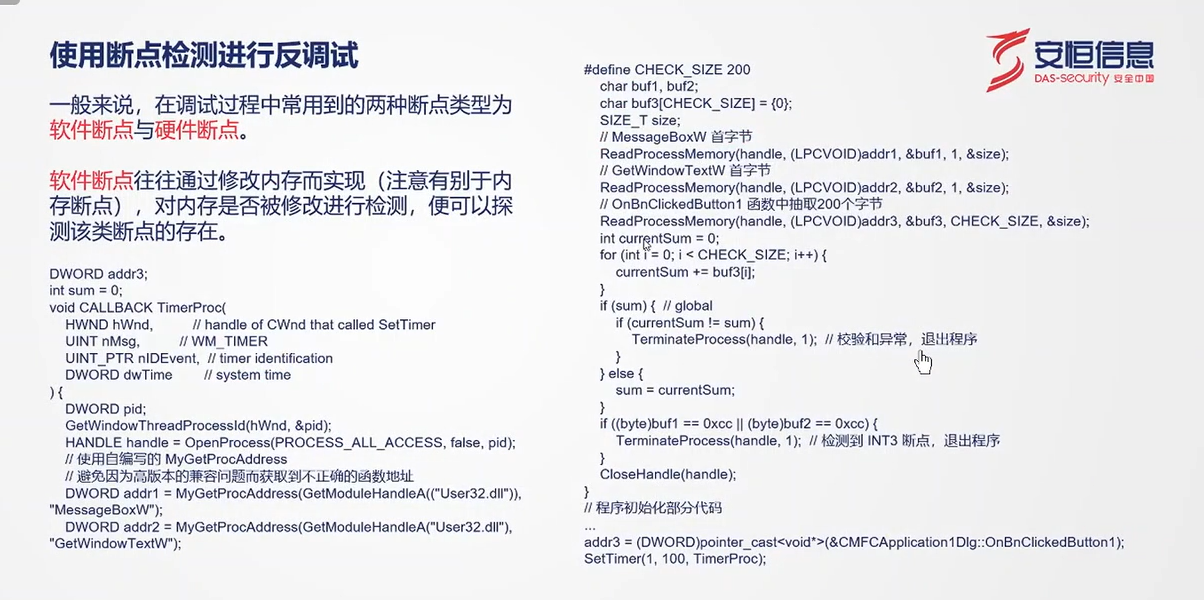 使用断点检测进行反调试
一般来说，在调试过程中常用到的两种断点类型为
软件断点与硬件断点。
软件断点往往通过修改内存而实现（注意有别于内
存断点），对内存是否被修改进行检测，便可以探
测该类断点的存在。
DWORD addr3;
int sum = 0;
void CALLBACK TimerProc(
HWND hWnd, // handle of CWnd that called SetTimer
UINT nMsg, // WM_TIMER
UINT_PTR nIDEvent, // timer identification
DWORD dwTime // system time
) {
DWORD pid;
GetWindowThreadProcessId(hWnd, &pid);
HANDLE handle = OpenProcess(PROCESS_ALL_ACCESS, false, pid);
// 使用自编写的 MyGetProcAddress
// 避免因为高版本的兼容问题而获取到不正确的函数地址
DWORD addr1 = MyGetProcAddress(GetModuleHandleA(("User32.dll")),
"MessageBoxW");
DWORD addr2 = MyGetProcAddress(GetModuleHandleA("User32.dll"),
"GetWindowTextW");
安恒信息
DAS-security 安全中国
#define CHECK_SIZE 200
char buf1, buf2;
char buf3[CHECK_SIZE] = {0};
SIZE_T size;
// MessageBoxW 首字节
ReadProcessMemory(handle, (LPCVOID)addr1, &buf1, 1, &size);
// GetWindowTextW 首字节
ReadProcessMemory(handle, (LPCVOID)addr2, &buf2, 1, &size);
// OnBnClickedButton1 函数中抽取200个字节
ReadProcessMemory(handle, (LPCVOID)addr3, &buf3, CHECK_SIZE, &size);
int currentSum = 0;
for (int i = 0; i < CHECK_SIZE; i++) {
currentSum += buf3[i];
}
if (sum) { // global
if (currentSum != sum) {
TerminateProcess(handle, 1); // 校验和异常，退出程序
}
} else {
sum = currentSum;
}
if ((byte)buf1 == 0xcc || (byte)buf2 == 0xcc) {
TerminateProcess(handle, 1); // 检测到 INT3 断点，退出程序
}
CloseHandle(handle);
}
// 程序初始化部分代码
...
addr3 = (DWORD)pointer_cast<void*>(&CMFCApplication1Dlg::OnBnClickedButton1);
SetTimer(1, 100, TimerProc);